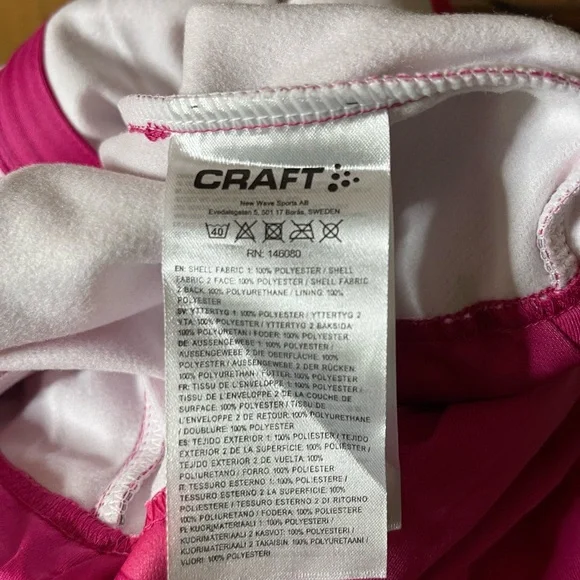 CRAFT
New Wave Sports AB
Evedalsgatan 5, 501 17 Borås, SWEDEN
40
RN: 146080
EN: SHELL FABRIC 1: 100% POLYESTER / SHELL
FABRIC 2 FACE: 100% POLYESTER / SHELL FABRIC
2 BACK: 100% POLYURETHANE / LINING: 100%
POLYESTER
SV: YTTERTYG 1: 100% POLYESTER / YTTERTYG 2
YTA: 100% POLYESTER / YTTERTYG 2 BAKSIDA
100% POLYURETAN / FODER: 100% POLYESTER
DE: AUSSENGEWEBE 1: 100% POLYESTER /
AUSSENGEWEBE 2 DIE OBERFLÄCHE: 100%
POLYESTER / AUSSENGEWEBE 2 DER RÜCKEN
100% POLYURETHAN / FUTTER: 100% POLYESTER
FR: TISSU DE L'ENVELOPPE 1: 100% POLYESTER /
TISSU DE L'ENVELOPPE 2 DE LA COUCHE DE
SURFACE: 100% POLYESTER / TISSU DE
L'ENVELOPPE 2 DE RETOUR: 100% POLYURETHANE
/ DOUBLURE: 100% POLYESTER
ES: TEJIDO EXTERIOR 1: 100% POLIESTER / TEJIDO
EXTERIOR 2 DE LA SUPERFICIE: 100% POLIESTER
/ TEJIDO EXTERIOR 2 DE VUELTA: 100%
POLIURETANO / FORRO: 100% POLIESTER
IT: TESSUTO ESTERNO 1: 100% POLIESTERE /
TESSURO ESTERNO 2 LA SUPERFICIE: 100%
POLIESTERE / TESSURO ESTERNO 2 DI RITORNO
100% POLIURETANO / FODERA: 100% POLIESTERE
FI: KUORIMATERIAALI 1: 100% POLYESTERI /
KUORIMATERIAALI 2 KASVOT: 100% POLYESTERI /
KUORIMATERIAALI 2 TAKAISIN: 100% POLYURETAANI /
VUORI: 100% POLYESTERI